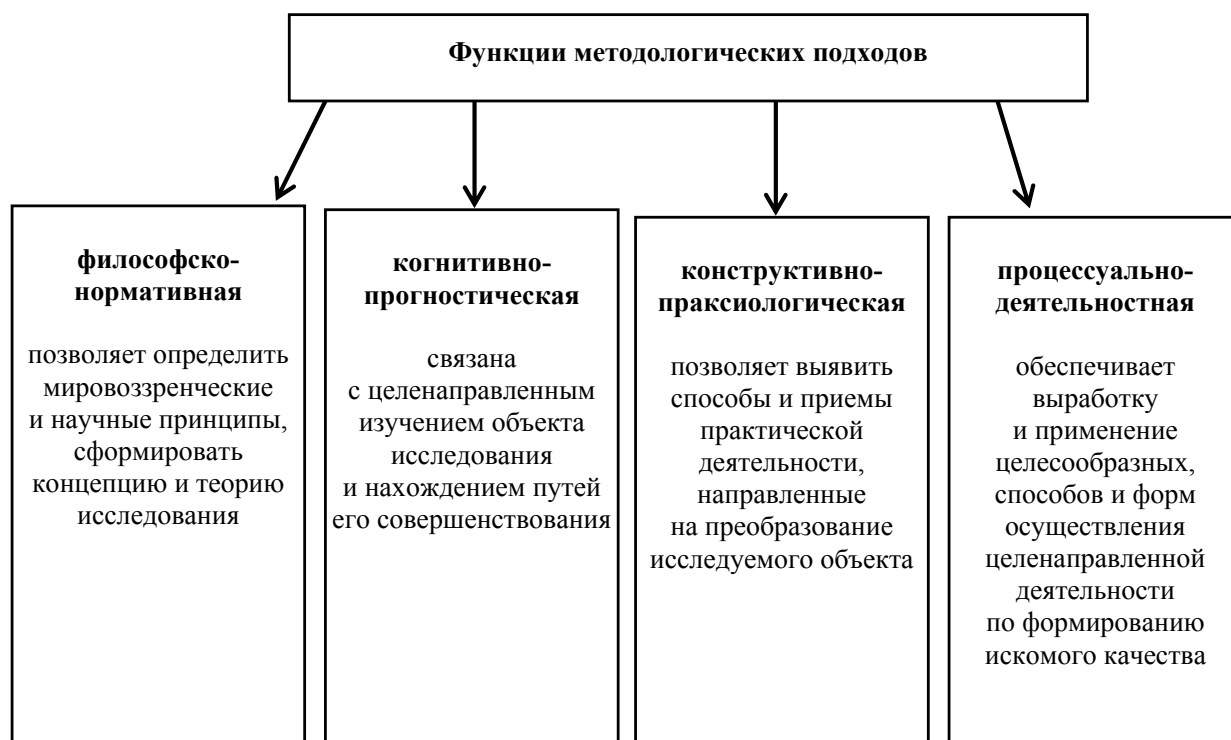 Функции методологических подходов
философско-
нормативная
позволяет определить
мировоззренческие
и научные принципы,
сформировать
концепцию и теорию
исследования
когнитивно-
прогностическая
связана
с целенаправленным
изучением объекта
исследования
и нахождением путей
его совершенствования
конструктивно-
праксиологическая
позволяет выявить
способы и приемы
практической
деятельности,
направленные
на преобразование
исследуемого объекта
процессуально-
деятельностная
обеспечивает
выработку
и применение
целесообразных,
способов и форм
осуществления
целенаправленной
деятельности
по формированию
искомого качества